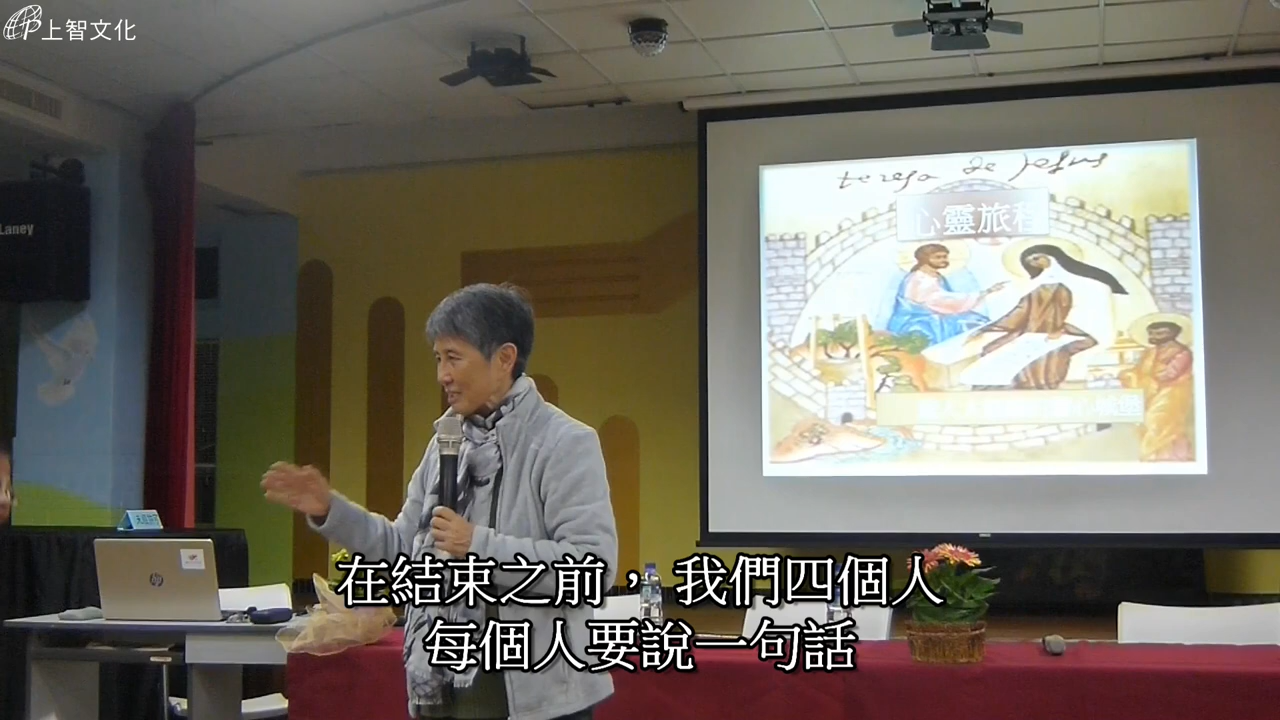 上智文化
Laney
teresa de jesus
心靈旅程
hp
在結束之前，我們四個人
每個人要說一句話